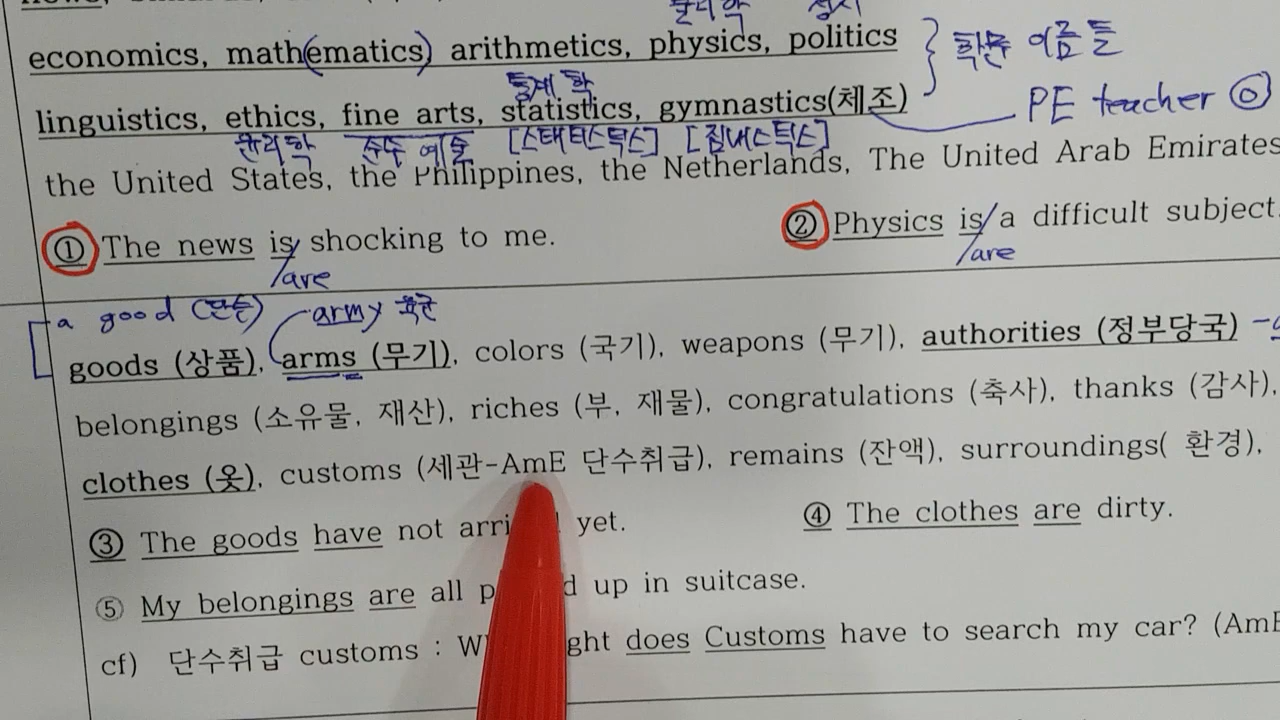 economics, math(ematics) arithmetics, physics, politics
학문 이름들
통계학
linguistics, ethics, fine arts, statistics, gymnastics(체조)
PE teacher ⓞ
윤리학 순수 예술 [스태티스틱스] [짐내스틱스]
the United States, the Philippines, the Netherlands, The United Arab Emirates
① The news is/ shocking to me. ② Physics is/ a difficult subject.
/are /are
a good (단수) army 육군
goods (상품), arms (무기), colors (국기), weapons (무기), authorities (정부당국)
belongings (소유물, 재산), riches (부, 재물), congratulations (축사), thanks (감사),
clothes (옷), customs (세관-AmE 단수취급), remains (잔액), surroundings( 환경),
③ The goods have not yet. ④ The clothes are dirty.
⑤ My belongings are all up in suitcase.
cf) 단수취급 customs : does Customs have to search my car? (AmE